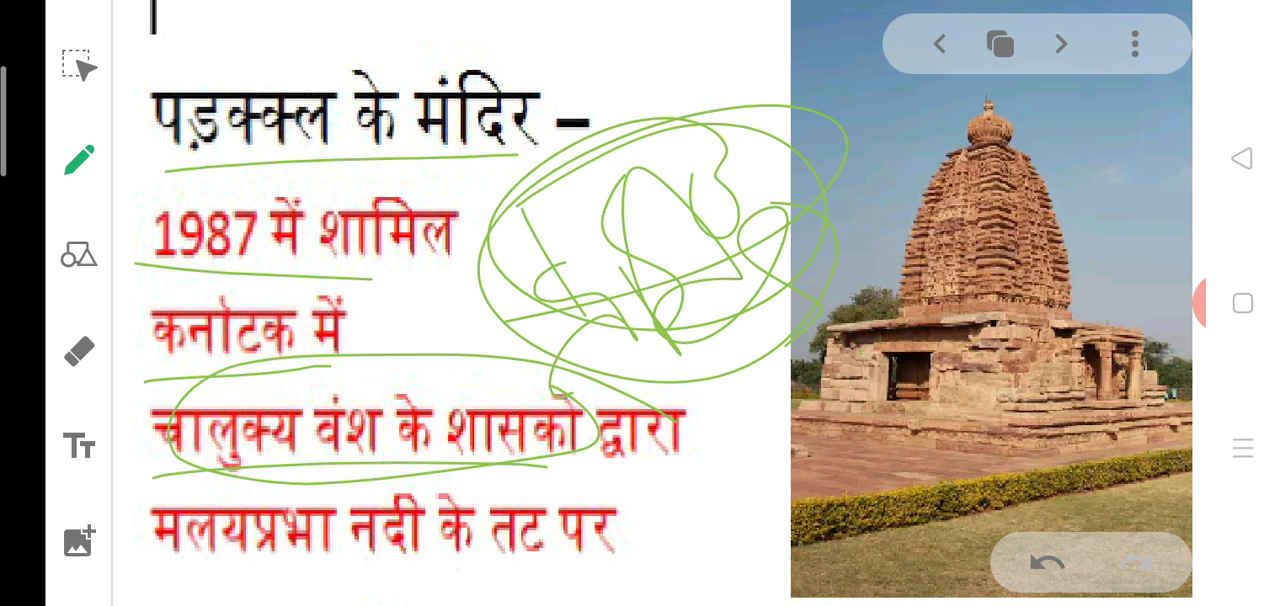 पड़क्क्ल के मंदिर –
1987 में शामिल
कर्नाटक में
चालुक्य वंश के शासकों द्वारा
मलयप्रभा नदी के तट पर